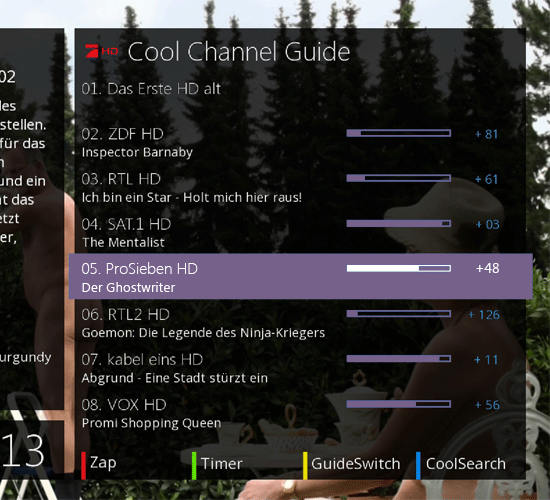 HD Cool Channel Guide
01. Das Erste HD alt
02. ZDF HD + 81
Inspector Barnaby
03. RTL HD + 61
Ich bin ein Star - Holt mich hier raus!
04. SAT.1 HD + 03
The Mentalist
05. ProSieben HD +48
Der Ghostwriter
06. RTL2 HD + 126
Goemon: Die Legende des Ninja-Kriegers
07. kabel eins HD + 11
Abgrund - Eine Stadt stürzt ein
08. VOX HD + 56
Promi Shopping Queen
Zap Timer GuideSwitch CoolSearch
02
stellen.
für das
und ein
das
13